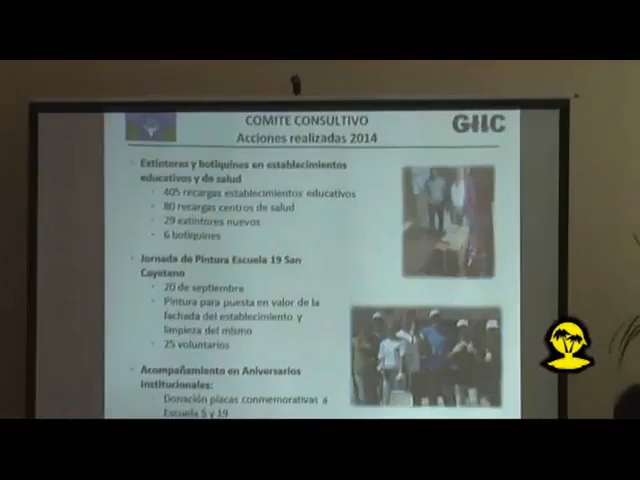 COMITE CONSULTIVO
Acciones realizadas 2014
GIIC
Extintores y botiquines en establecimientos
educativos y de salud
405 recargas establecimientos educativos
80 recargas centros de salud
29 extintores nuevos
6 botiquines
Jornada de Pintura Escuela 19 San
Cayetano
20 de septiembre
Pintura para puesta en valor de la
fachada del establecimiento y
limpieza del mismo
25 voluntarios
Acompañamiento en Aniversarios
Institucionales:
Donación placas conmemorativas a
Escuela 5 y 19